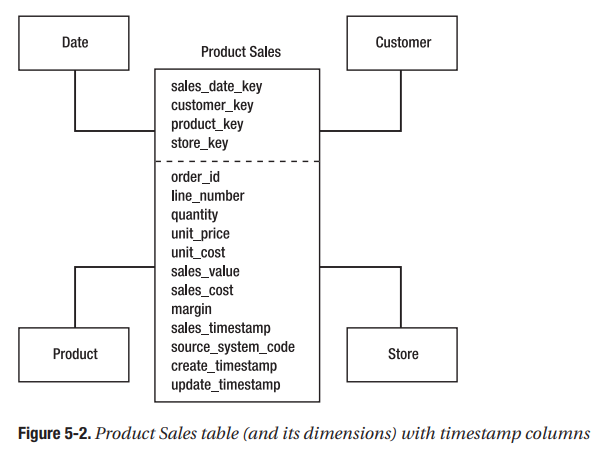 Date
Product Sales
Customer
sales_date_key
customer_key
product_key
store_key
order_id
line_number
quantity
unit_price
unit_cost
sales_value
sales_cost
margin
sales_timestamp
source_system_code
create_timestamp
update_timestamp
Product
Store
Figure 5-2. Product Sales table (and its dimensions) with timestamp columns